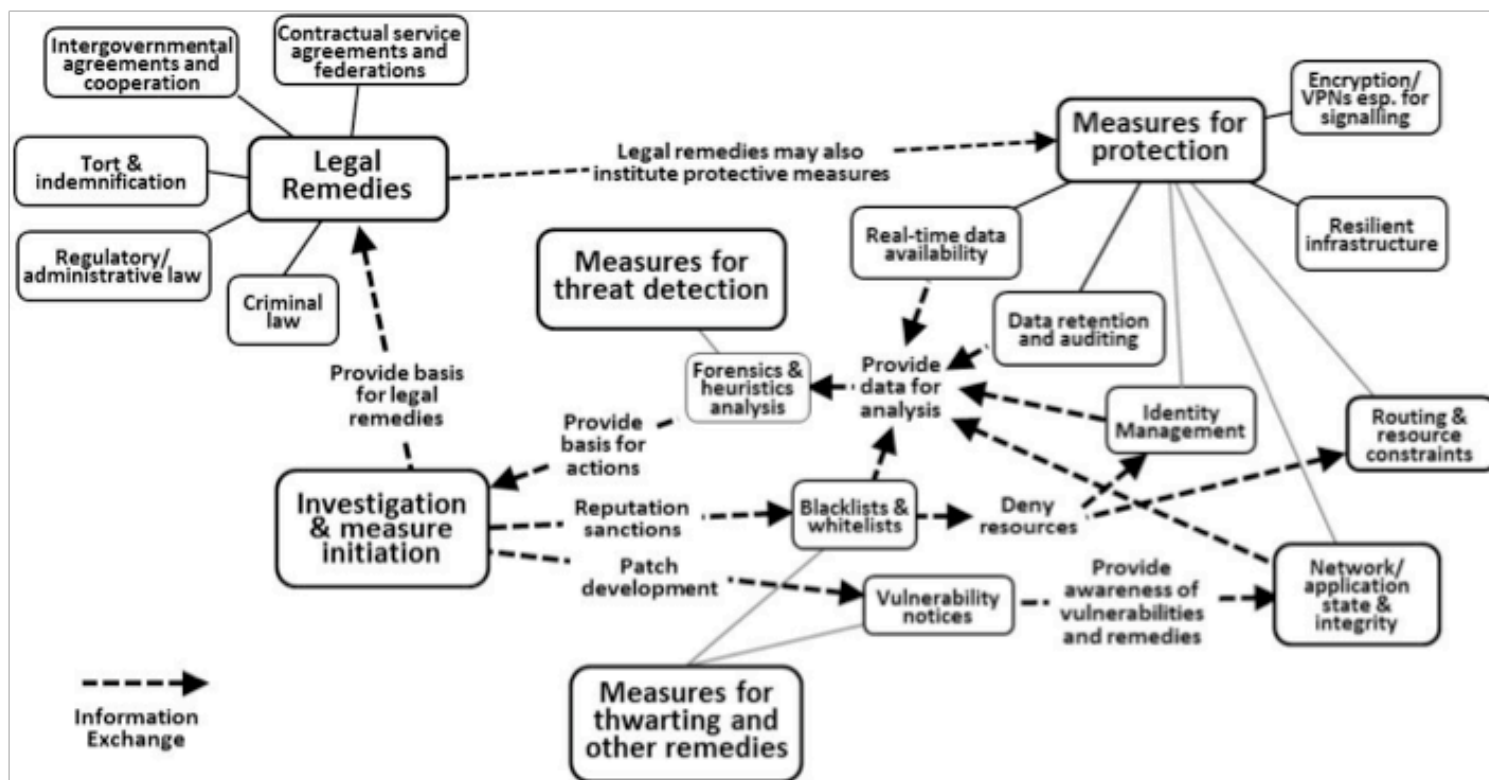 Intergovernmental
agreements and
cooperation
Contractual service
agreements and
federations
Encryption/
VPNs esp. for
signalling
Measures for
protection
Tort &
indemnification
Legal
Remedies
Legal remedies may also
institute protective measures
Regulatory/
administrative law
Criminal
law
Measures for
threat detection
Real-time data
availability
Resilient
infrastructure
Data retention
and auditing
Provide basis
for legal
remedies
Forensics &
heuristics
analysis
Provide
data for
analysis
Identity
Management
Routing &
resource
constraints
Provide
basis for
actions
Investigation
& measure
initiation
Reputation
sanctions
Blacklists &
whitelists
Deny
resources
Patch
development
Vulnerability
notices
Provide
awareness of
vulnerabilities
and remedies
Network/
application
state &
integrity
Measures for
thwarting and
other remedies
Information
Exchange